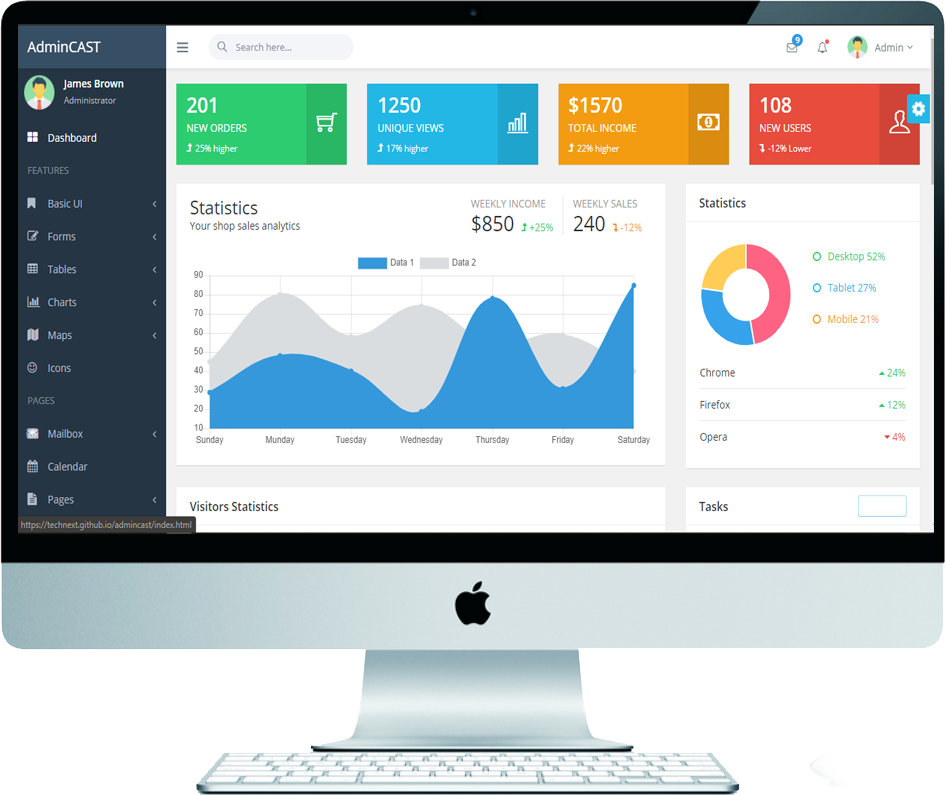 AdminCAST
Search here...
9
Admin
James Brown
Administrator
Dashboard
FEATURES
Basic UI
Forms
Tables
Charts
Maps
Icons
PAGES
Mailbox
Calendar
Pages
https://technext.github.io/admincast/index.html
201
NEW ORDERS
25% higher
1250
UNIQUE VIEWS
17% higher
$1570
TOTAL INCOME
22% higher
108
NEW USERS
-12% Lower
Statistics
Your shop sales analytics
WEEKLY INCOME
$850 +25%
WEEKLY SALES
240 -12%
Data 1 Data 2
90
80
70
60
50
40
30
20
10
Sunday Munday Tuesday Wednesday Thursday Friday Saturday
Statistics
Desktop 52%
Tablet 27%
Mobile 21%
Chrome 24%
Firefox 12%
Opera 4%
Visitors Statistics
Tasks